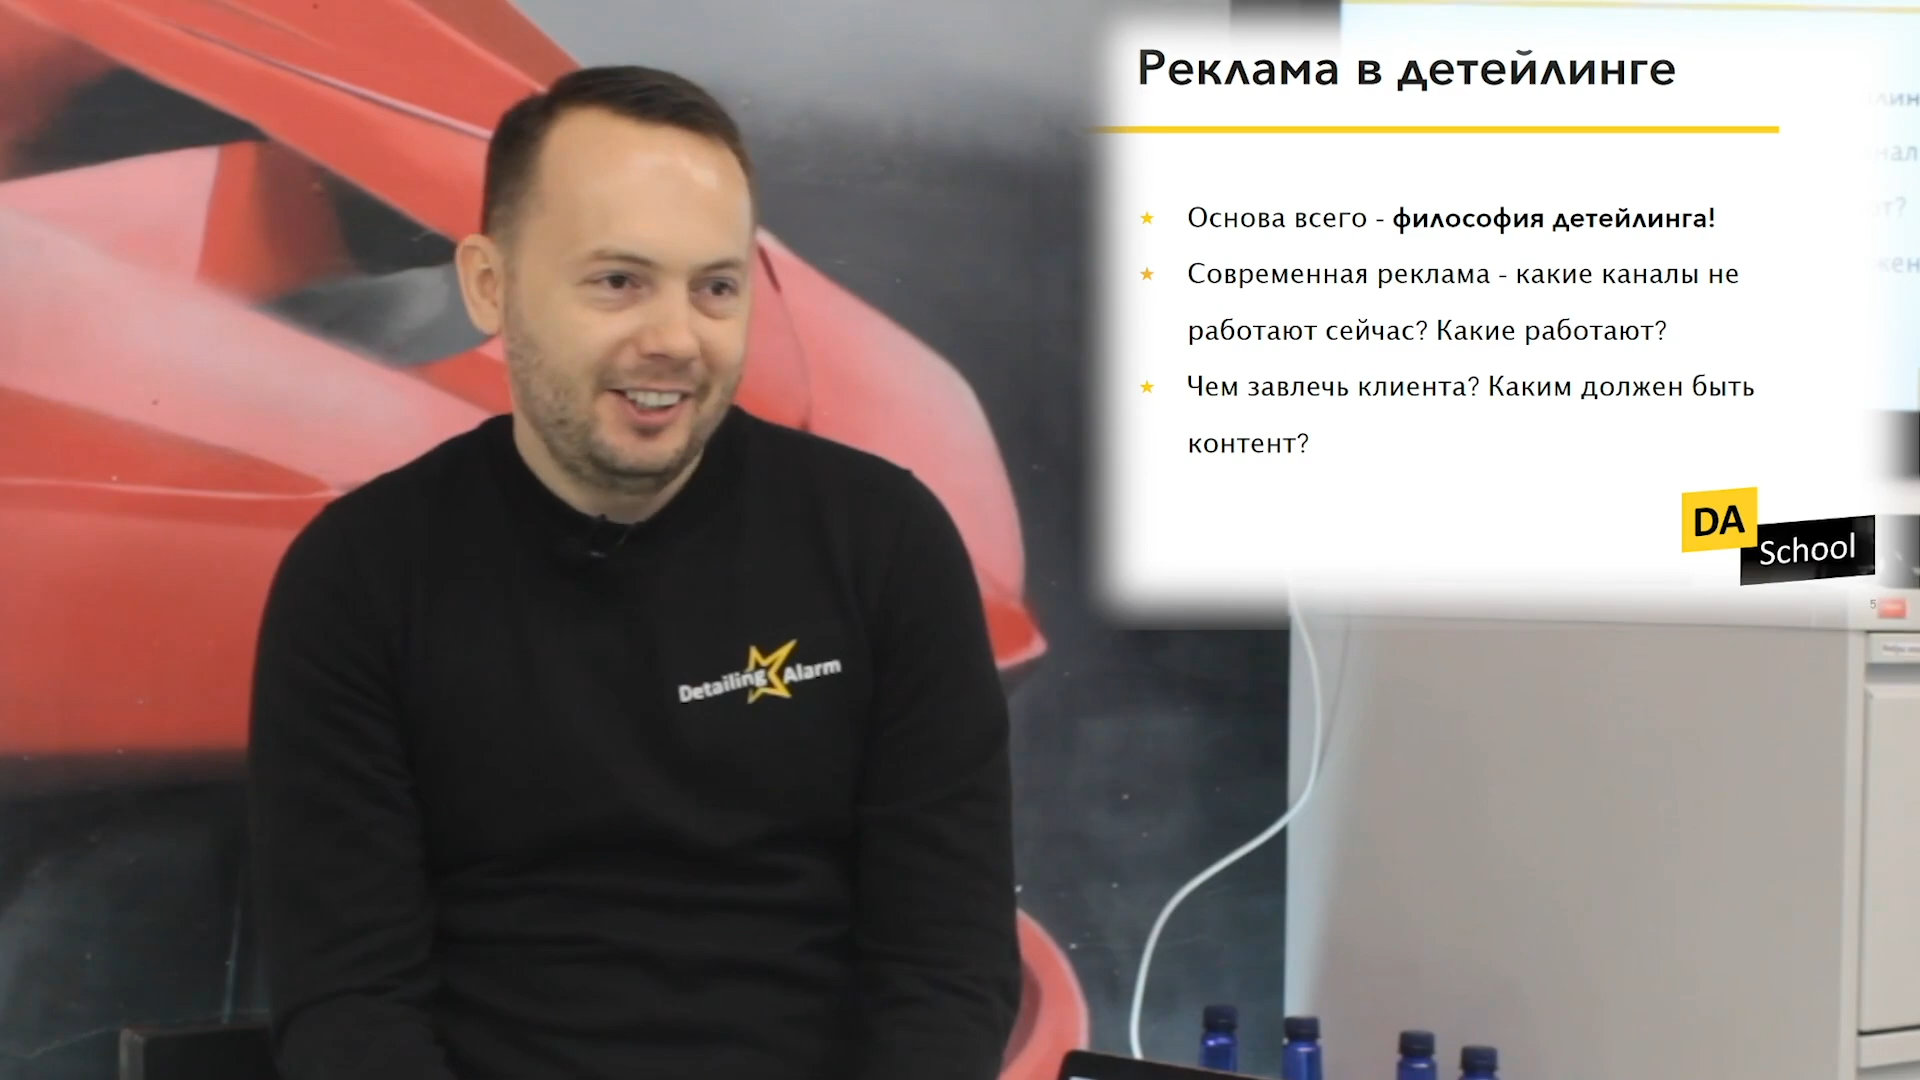 Реклама в детейлинге
Основа всего - философия детейлинга!
Современная реклама - какие каналы не
работают сейчас? Какие работают?
Чем завлечь клиента? Каким должен быть
контент?
DA
School
Detailing Alarm